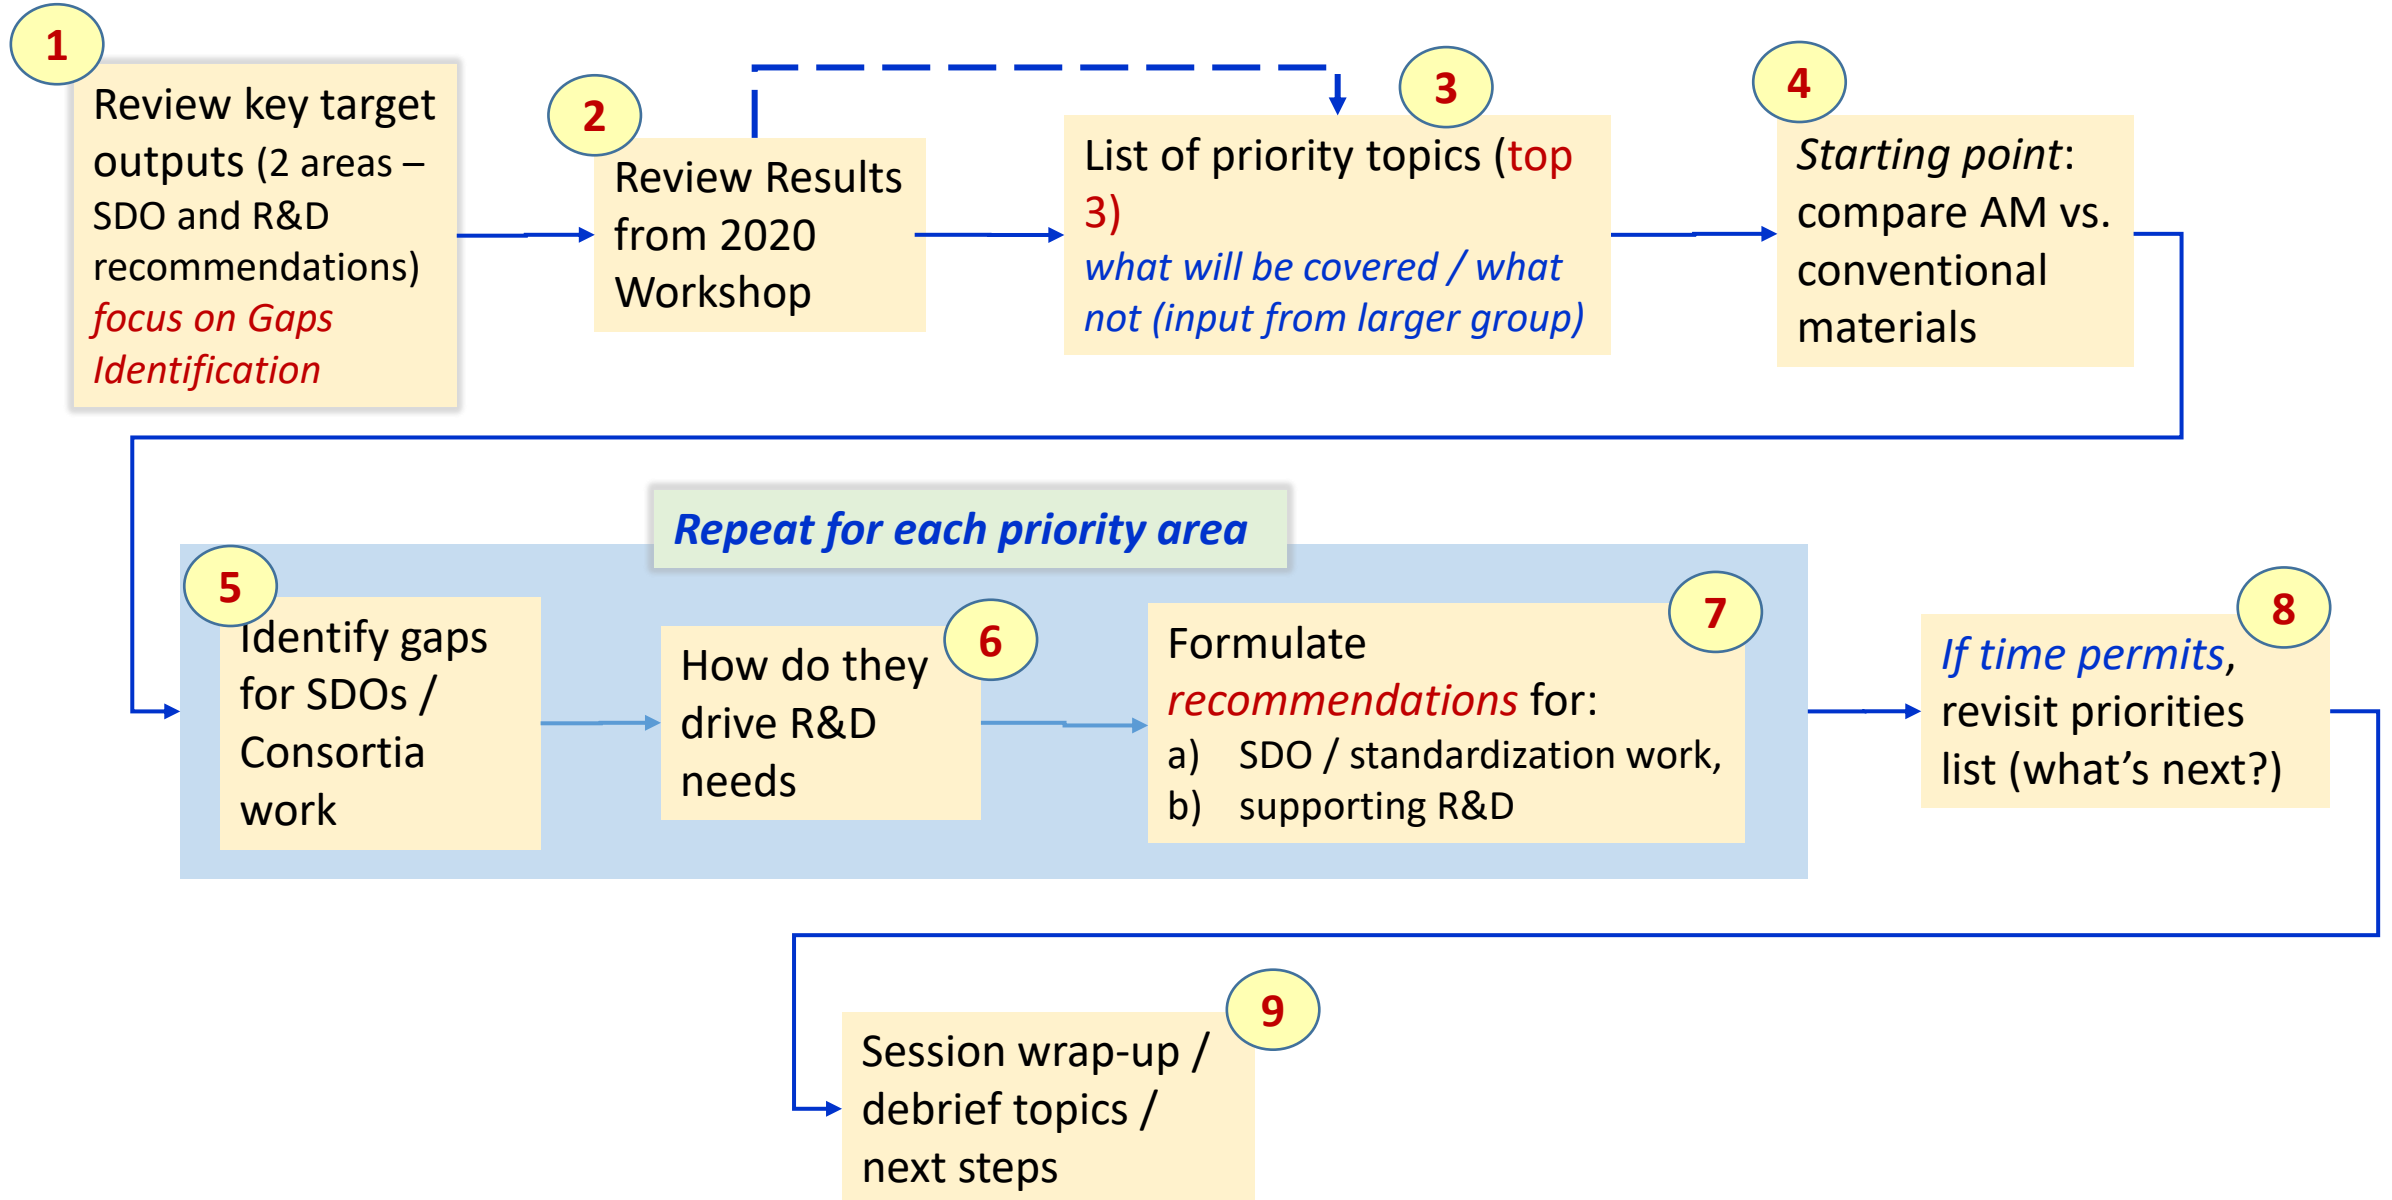 1
Review key target
outputs (2 areas –
SDO and R&D
recommendations)
focus on Gaps
Identification
2
Review Results
from 2020
Workshop
3
List of priority topics (top
3)
what will be covered / what
not (input from larger group)
4
Starting point:
compare AM vs.
conventional
materials
Repeat for each priority area
5
Identify gaps
for SDOs /
Consortia
work
6
How do they
drive R&D
needs
7
Formulate
recommendations for:
a) SDO / standardization work,
b) supporting R&D
8
If time permits,
revisit priorities
list (what’s next?)
9
Session wrap-up /
debrief topics /
next steps